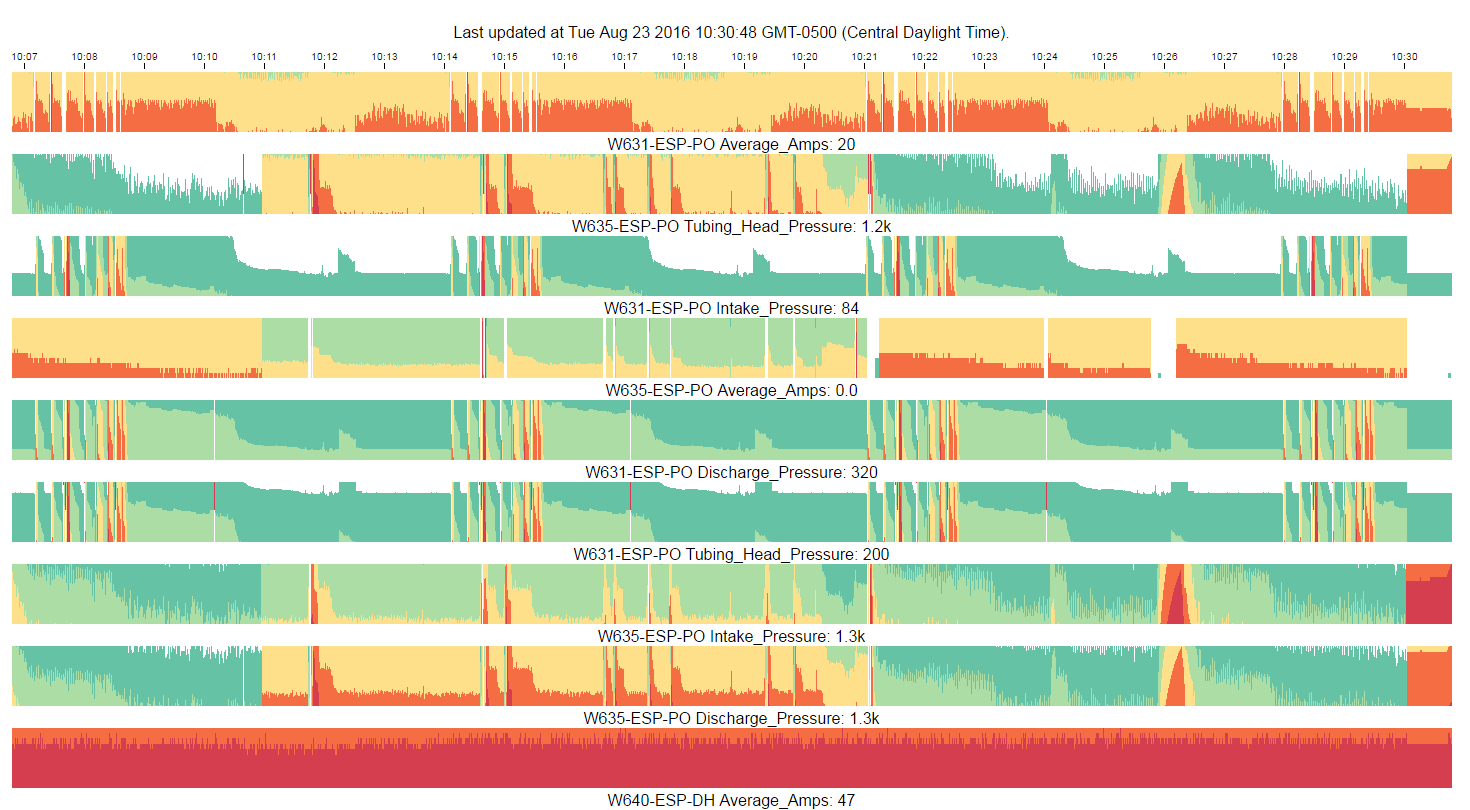 Last updated at Tue Aug 23 2016 10:30:48 GMT-0500 (Central Daylight Time).
10:07 10:08 10:09 10:10 10:11 10:12 10:13 10:14 10:15 10:16 10:17 10:18 10:19 10:20 10:21 10:22 10:23 10:24 10:25 10:26 10:27 10:28 10:29 10:30
W631-ESP-PO Average_Amps: 20
W635-ESP-PO Tubing_Head_Pressure: 1.2k
W631-ESP-PO Intake_Pressure: 84
W635-ESP-PO Average_Amps: 0.0
W631-ESP-PO Discharge_Pressure: 320
W631-ESP-PO Tubing_Head_Pressure: 200
W635-ESP-PO Intake_Pressure: 1.3k
W635-ESP-PO Discharge_Pressure: 1.3k
W640-ESP-DH Average_Amps: 47